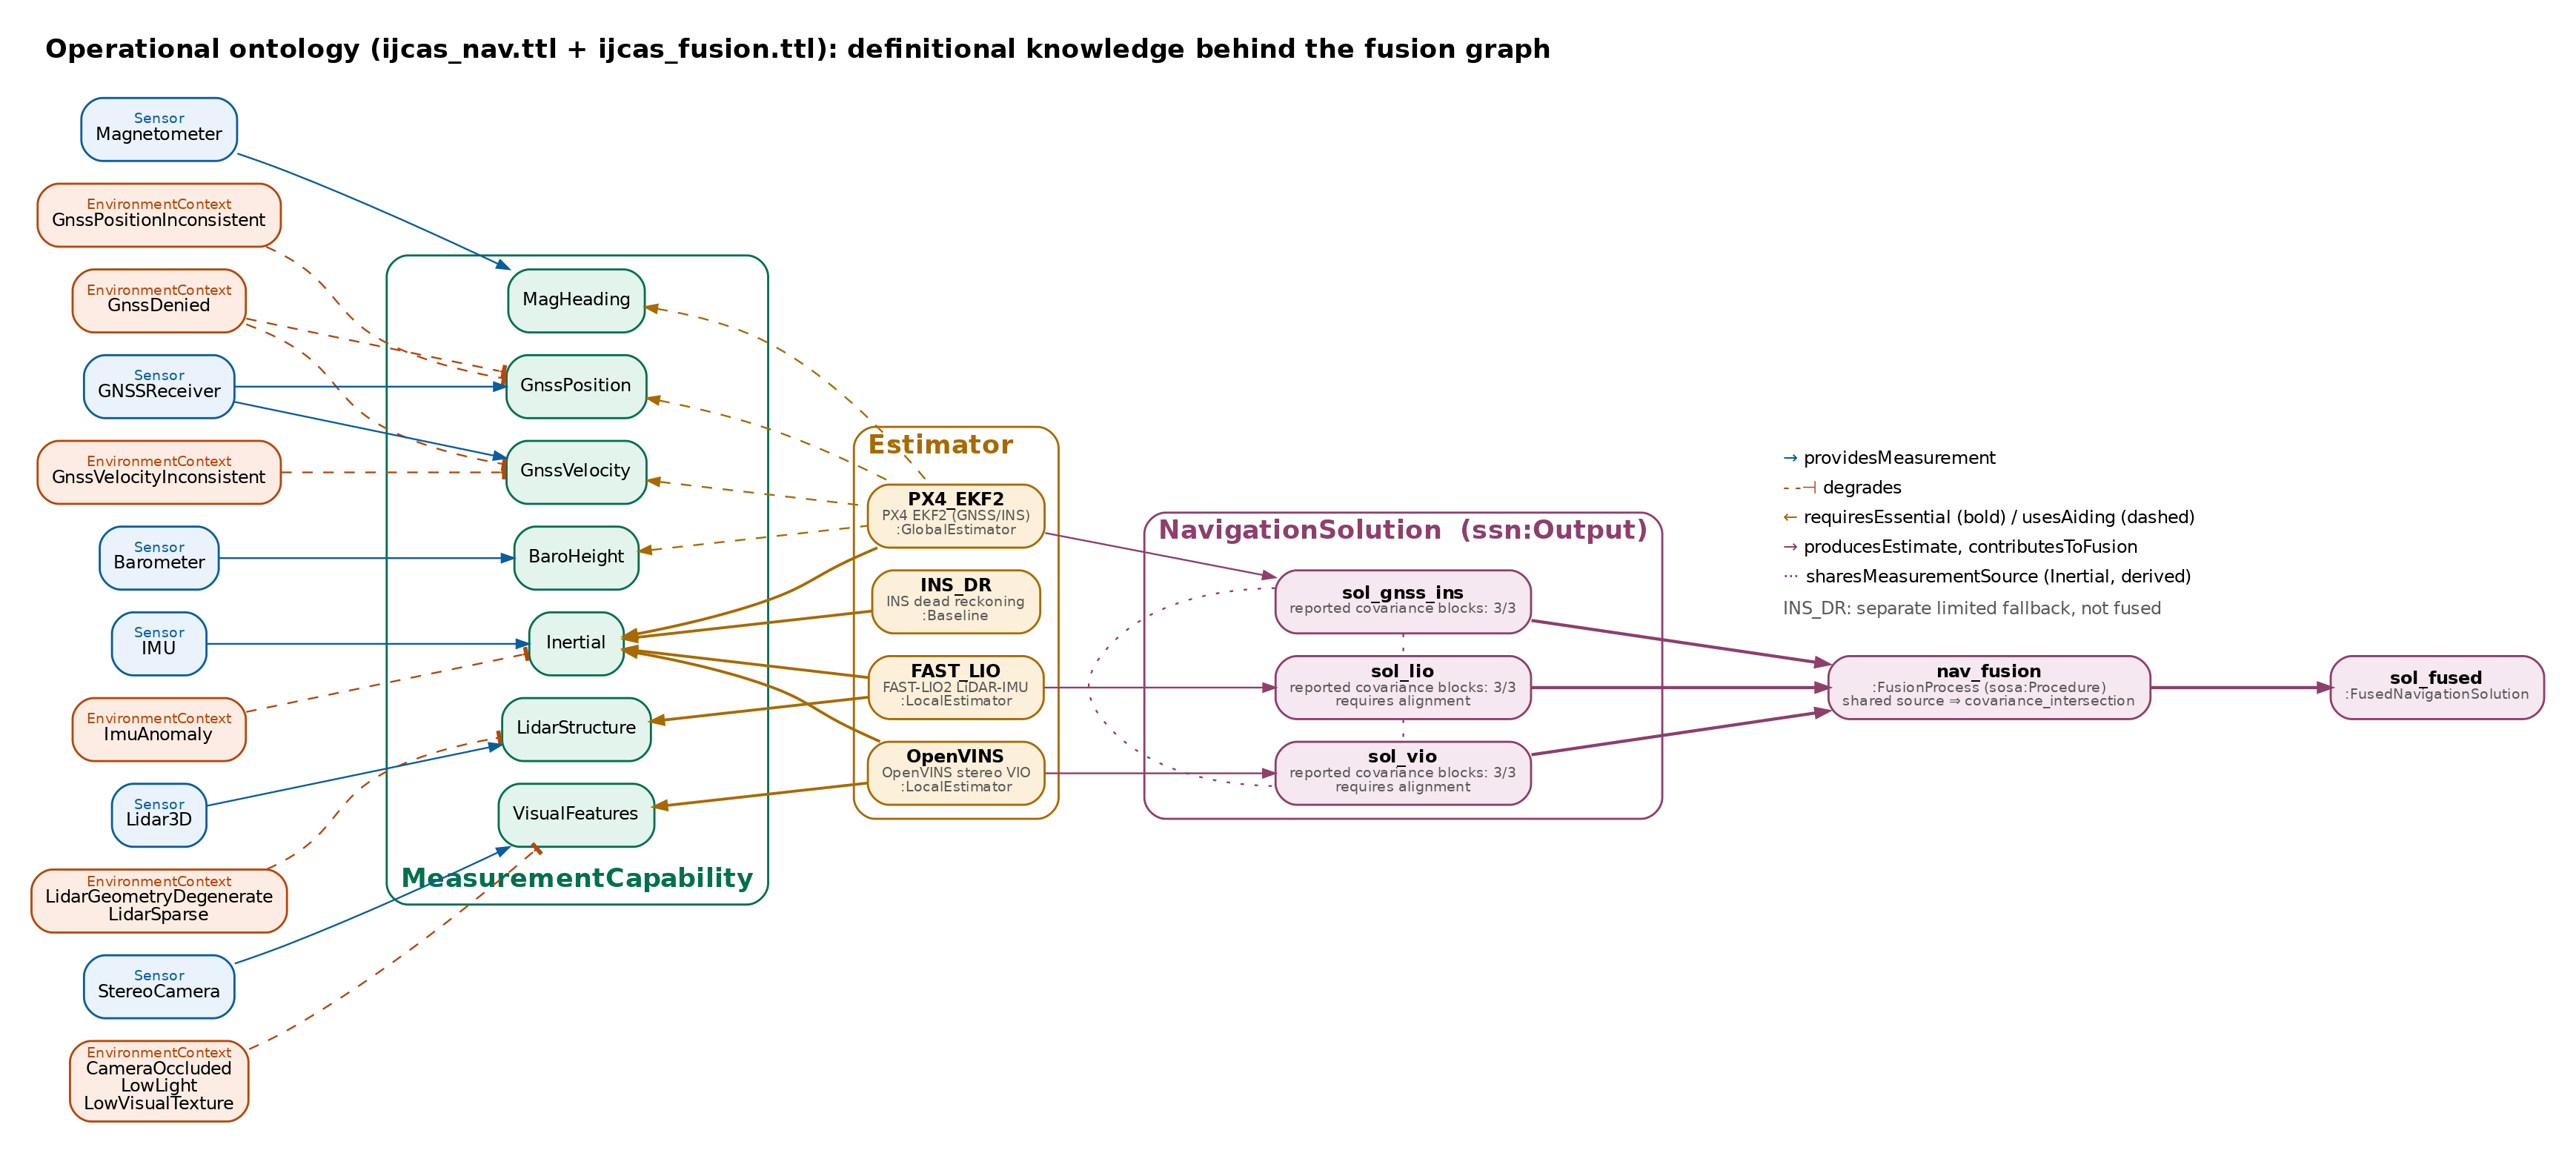 Operational ontology (ijcas_nav.ttl + ijcas_fusion.ttl): definitional knowledge behind the fusion graph
Sensor
Magnetometer
EnvironmentContext
GnssPositionInconsistent
EnvironmentContext
GnssDenied
Sensor
GNSSReceiver
EnvironmentContext
GnssVelocityInconsistent
Sensor
Barometer
Sensor
IMU
EnvironmentContext
ImuAnomaly
Sensor
Lidar3D
EnvironmentContext
LidarGeometryDegenerate
LidarSparse
Sensor
StereoCamera
EnvironmentContext
CameraOccluded
LowLight
LowVisualTexture
MagHeading
GnssPosition
GnssVelocity
BaroHeight
Inertial
LidarStructure
VisualFeatures
MeasurementCapability
Estimator
PX4_EKF2
PX4 EKF2 (GNSS/INS)
:GlobalEstimator
INS_DR
INS dead reckoning
:Baseline
FAST_LIO
FAST-LIO2 LiDAR-IMU
:LocalEstimator
OpenVINS
OpenVINS stereo VIO
:LocalEstimator
NavigationSolution (ssn:Output)
sol_gnss_ins
reported covariance blocks: 3/3
sol_lio
reported covariance blocks: 3/3
requires alignment
sol_vio
reported covariance blocks: 3/3
requires alignment
→ providesMeasurement
- -⊣ degrades
← requiresEssential (bold) / usesAiding (dashed)
→ producesEstimate, contributesToFusion
··· sharesMeasurementSource (Inertial, derived)
INS_DR: separate limited fallback, not fused
nav_fusion
:FusionProcess (sosa:Procedure)
shared source ⇒ covariance_intersection
sol_fused
:FusedNavigationSolution